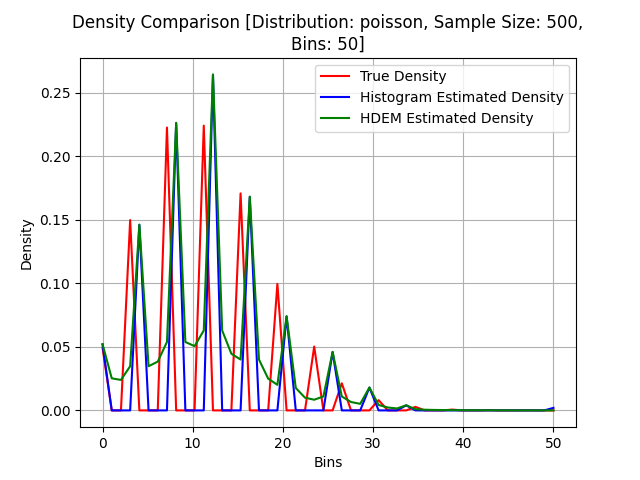 Density Comparison [Distribution: poisson, Sample Size: 500,
Bins: 50]
True Density
Histogram Estimated Density
HDEM Estimated Density
Density
0.25
0.20
0.15
0.10
0.05
0.00
0 10 20 30 40 50
Bins